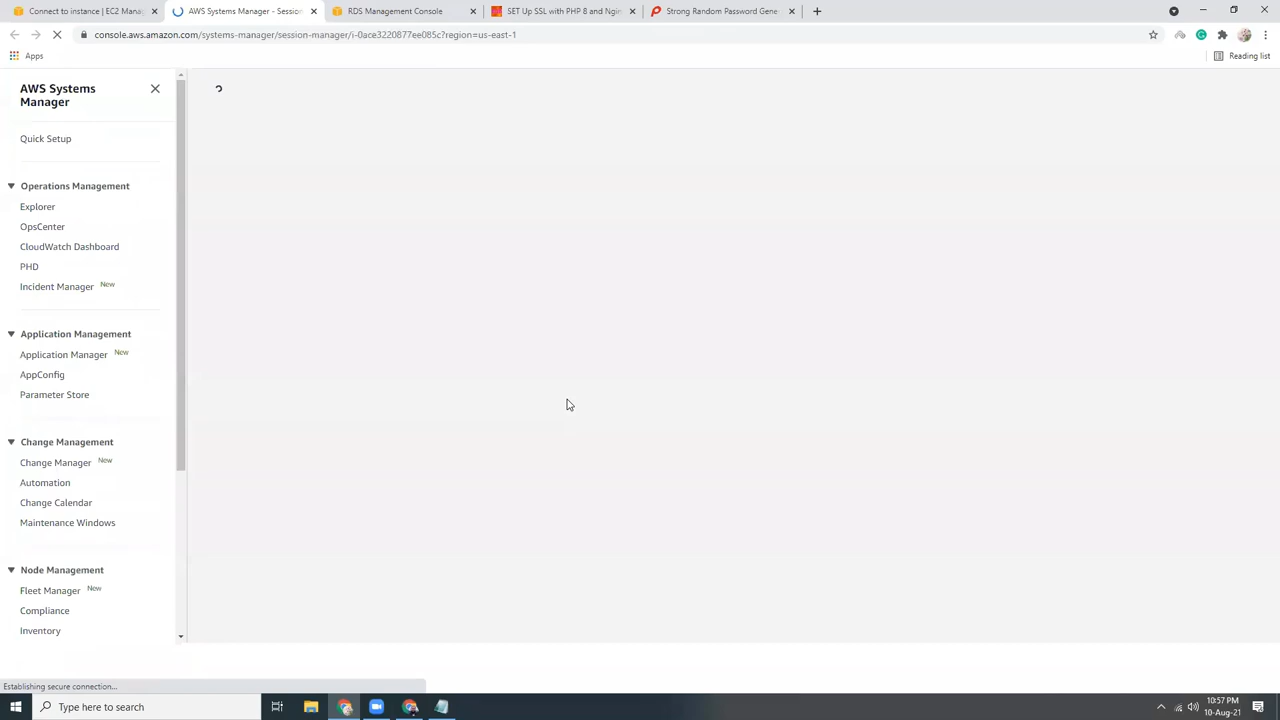 Connect to instance | EC2 Manag
AWS Systems Manager - Session
RDS Management Console
SET Up SSL with PHP 8 and Ngin
Strong Random Password Gene
console.aws.amazon.com/systems-manager/session-manager/i-0ace3220877ee085c?region=us-east-1
Apps
Reading list
AWS Systems
Manager
Quick Setup
Operations Management
Explorer
OpsCenter
CloudWatch Dashboard
PHD
Incident Manager New
Application Management
Application Manager New
AppConfig
Parameter Store
Change Management
Change Manager New
Automation
Change Calendar
Maintenance Windows
Node Management
Fleet Manager New
Compliance
Inventory
Establishing secure connection...
Type here to search
10:57 PM
10-Aug-21